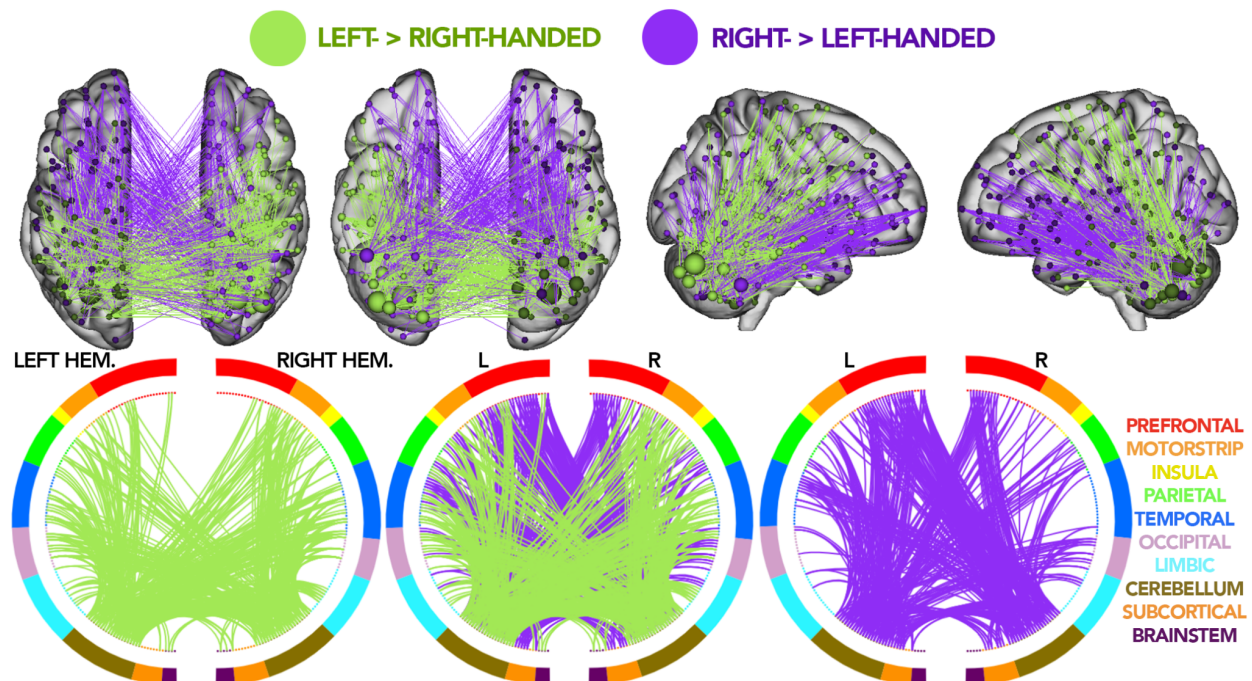 LEFT- > RIGHT-HANDED
RIGHT- > LEFT-HANDED
LEFT HEM.
RIGHT HEM.
L
R
L
R
PREFRONTAL
MOTORSTRIP
INSULA
PARIETAL
TEMPORAL
OCCIPITAL
LIMBIC
CEREBELLUM
SUBCORTICAL
BRAINSTEM